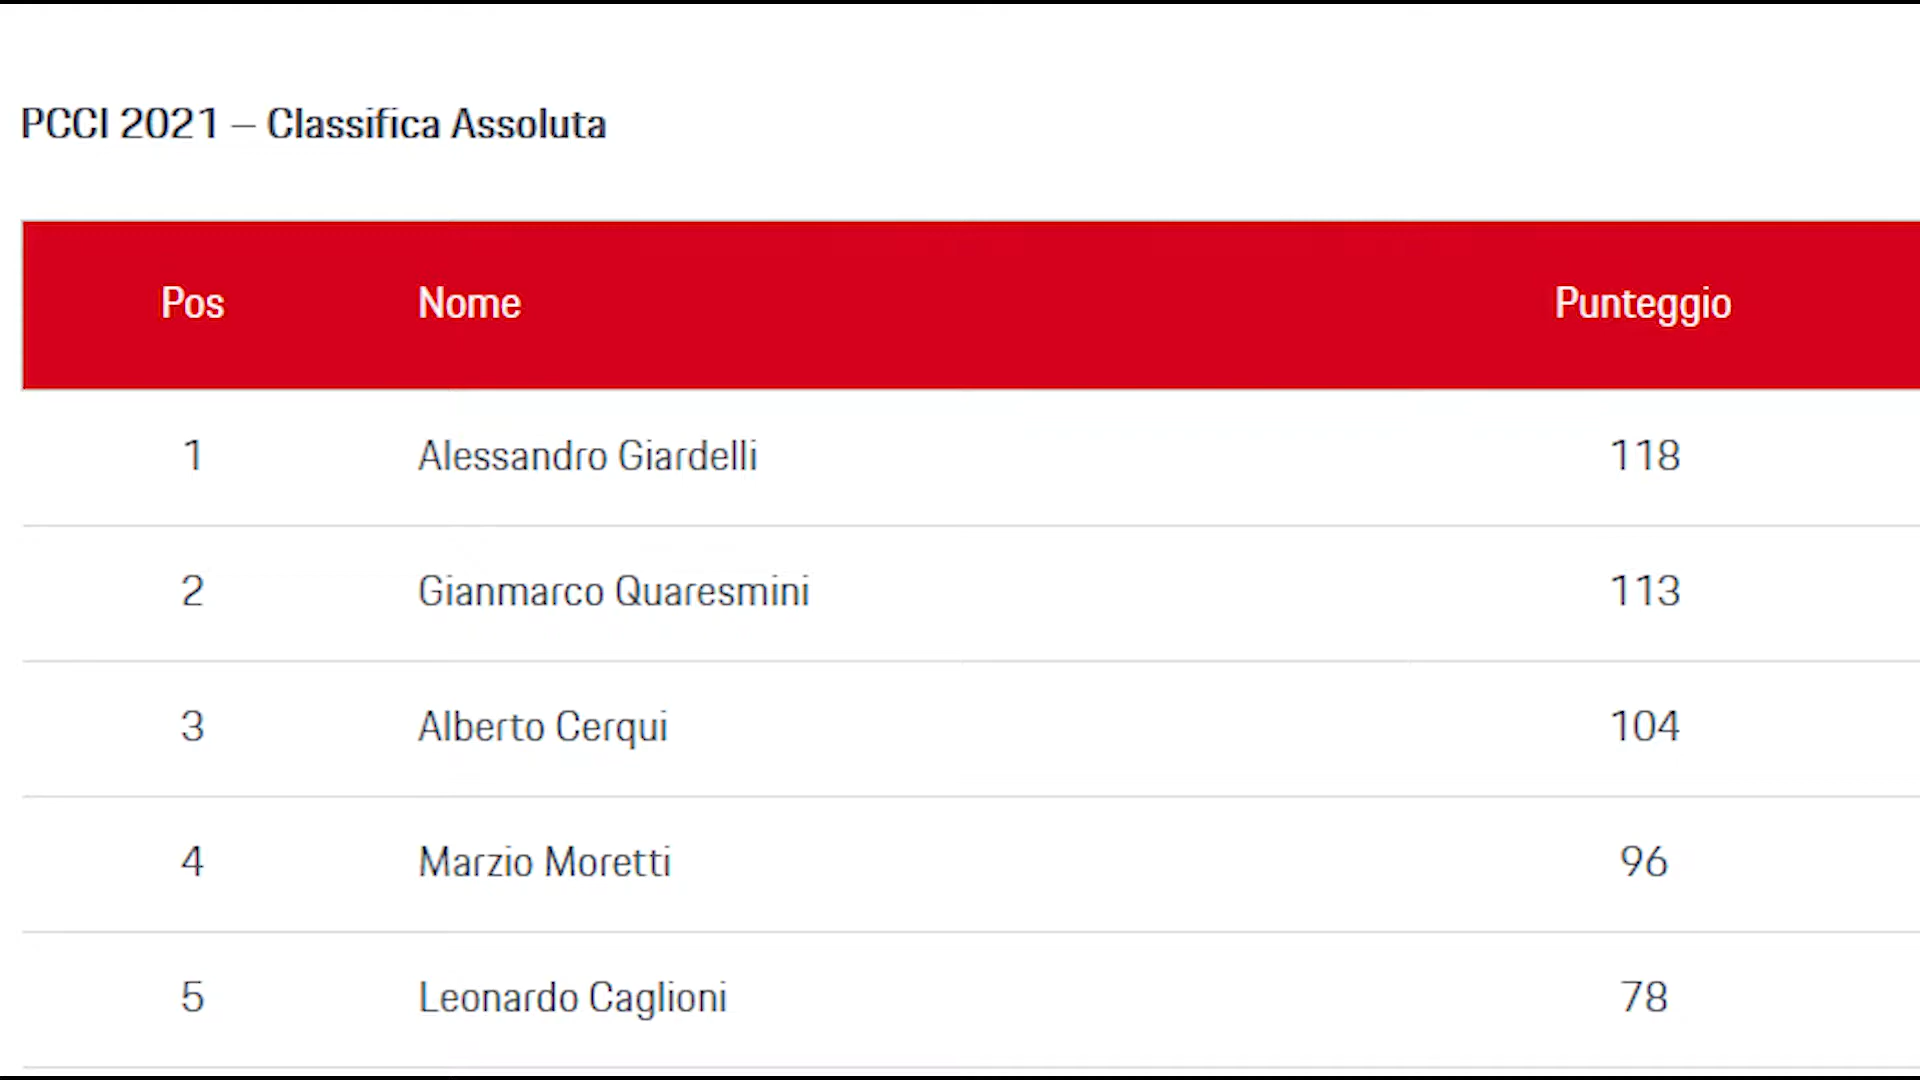 PCCI 2021 – Classifica Assoluta
Pos Nome Punteggio
1 Alessandro Giardelli 118
2 Gianmarco Quaresmini 113
3 Alberto Cerqui 104
4 Marzio Moretti 96
5 Leonardo Caglioni 78